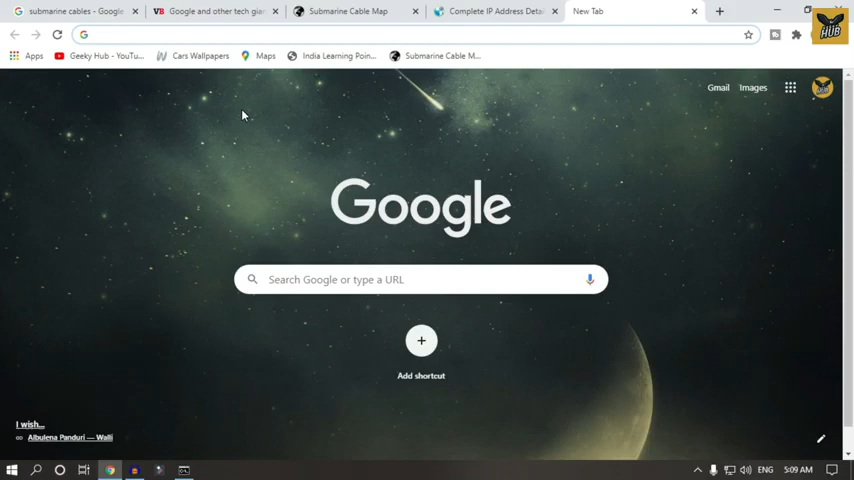 submarine cables - Google
Google and other tech gian
Submarine Cable Map
Complete IP Address Detail
New Tab
Apps
Geeky Hub - YouTu...
Cars Wallpapers
Maps
India Learning Poin...
Submarine Cable M...
HUB
Gmail
Images
Google
Search Google or type a URL
Add shortcut
I wish...
Albulena Panduri — Walli
ENG
5:09 AM